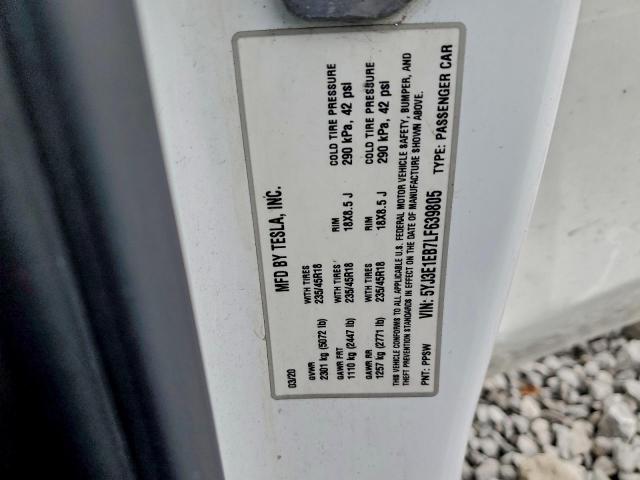 MFD BY TESLA, INC.
03/20
GVWR WITH TIRES RIM COLD TIRE PRESSURE
2301 kg (5072 lb) 235/45R18
GAWR FRT WITH TIRES RIM COLD TIRE PRESSURE
1110 kg (2447 lb) 235/45R18 18X8.5 J 290 kPa, 42 psi
GAWR RR WITH TIRES RIM COLD TIRE PRESSURE
1257 kg (2771 lb) 235/45R18 18X8.5 J 290 kPa, 42 psi
THIS VEHICLE CONFORMS TO ALL APPLICABLE U.S. FEDERAL MOTOR VEHICLE SAFETY, BUMPER, AND
THEFT PREVENTION STANDARDS IN EFFECT ON THE DATE OF MANUFACTURE SHOWN ABOVE.
PNT: PPSW VIN: 5YJ3E1EB7LF639805 TYPE: PASSENGER CAR